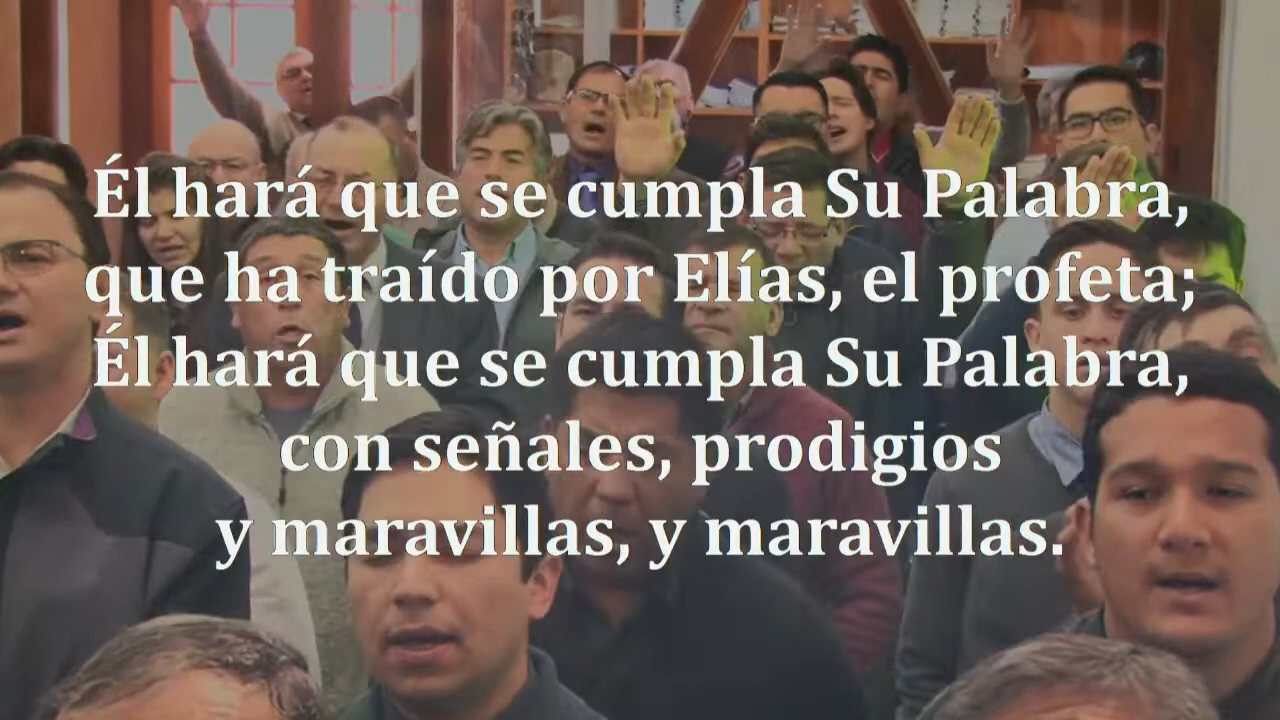 Él hará que se cumpla Su Palabra,
que ha traído por Elías, el profeta;
Él hará que se cumpla Su Palabra,
con señales, prodigios
y maravillas, y maravillas.